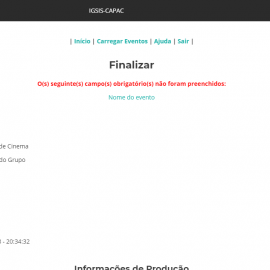 IGSIS-CAPAC
| Início | Carregar Eventos | Ajuda | Sair |
Finalizar
O(s) seguinte(s) campo(s) obrigatório(s) não foram preenchidos:
Nome do evento
de Cinema
do Grupo
- 20:34:32
Informações de Produção